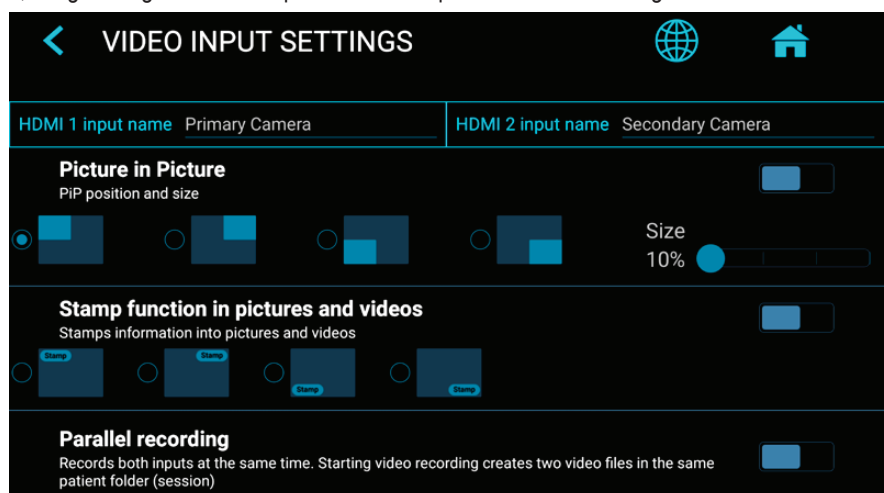 VIDEO INPUT SETTINGS
HDMI 1 input name Primary Camera HDMI 2 input name Secondary Camera
Picture in Picture
PiP position and size
Size
10%
Stamp function in pictures and videos
Stamps information into pictures and videos
Stamp Stamp Stamp Stamp
Parallel recording
Records both inputs at the same time. Starting video recording creates two video files in the same
patient folder (session)